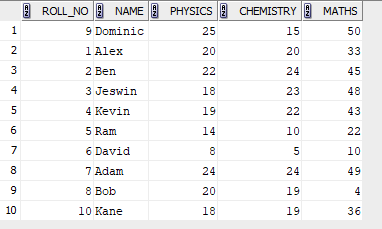 ROLL_NO NAME PHYSICS CHEMISTRY MATHS
1 9 Dominic 25 15 50
2 1 Alex 20 20 33
3 2 Ben 22 24 45
4 3 Jeswin 18 23 48
5 4 Kevin 19 22 43
6 5 Ram 14 10 22
7 6 David 8 5 10
8 7 Adam 24 24 49
9 8 Bob 20 19 4
10 10 Kane 18 19 36